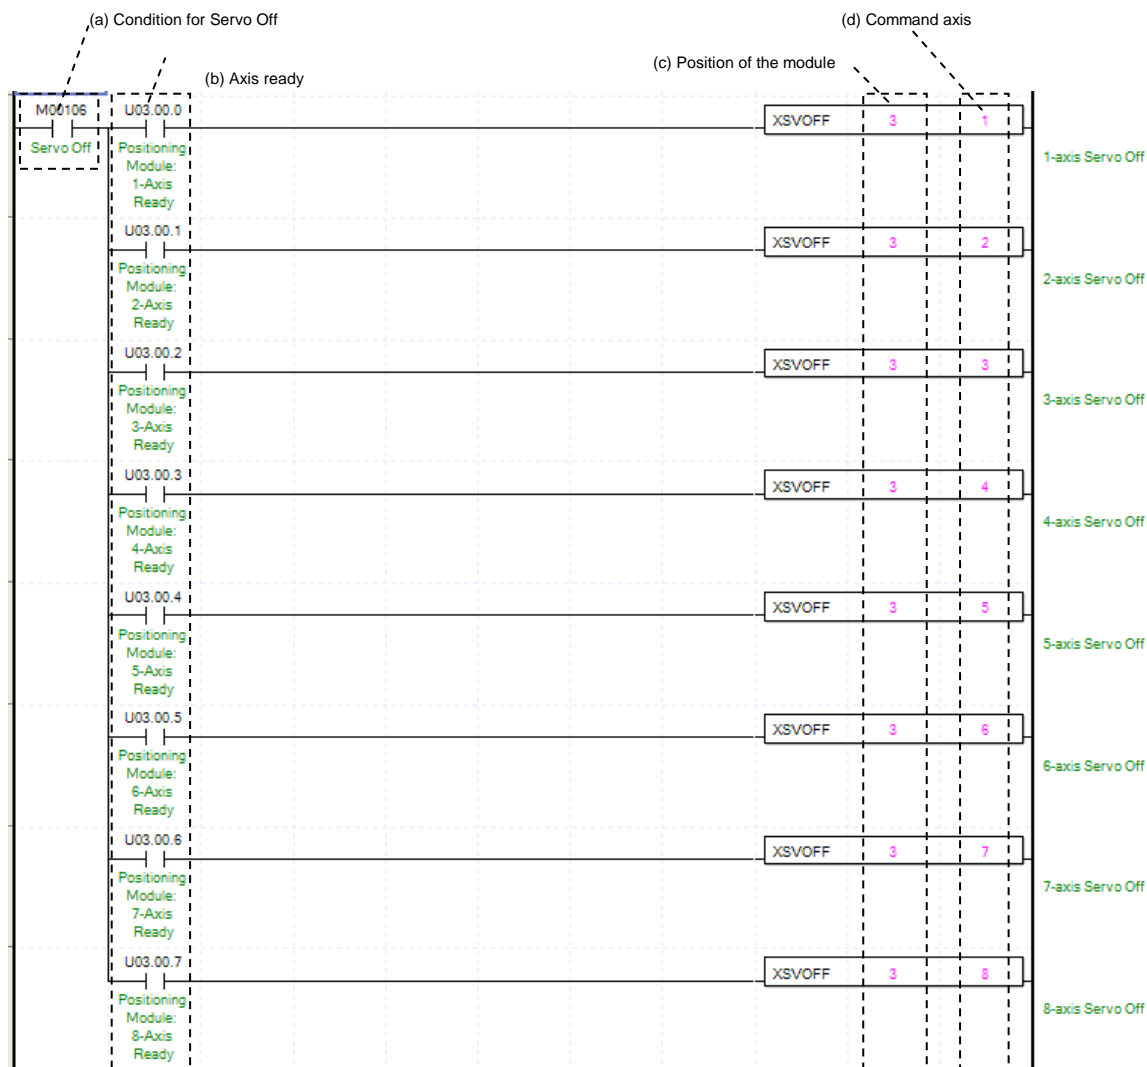 (a) Condition for Servo Off
(d) Command axis
(c) Position of the module
(b) Axis ready
M00106
U03.00.0
XSVOFF 3 1
Servo Off
Positioning
Module:
1-Axis
Ready
1-axis Servo Off
U03.00.1
XSVOFF 3 2
Positioning
Module:
2-Axis
Ready
2-axis Servo Off
U03.00.2
XSVOFF 3 3
Positioning
Module:
3-Axis
Ready
3-axis Servo Off
U03.00.3
XSVOFF 3 4
Positioning
Module:
4-Axis
Ready
4-axis Servo Off
U03.00.4
XSVOFF 3 5
Positioning
Module:
5-Axis
Ready
5-axis Servo Off
U03.00.5
XSVOFF 3 6
Positioning
Module:
6-Axis
Ready
6-axis Servo Off
U03.00.6
XSVOFF 3 7
Positioning
Module:
7-Axis
Ready
7-axis Servo Off
U03.00.7
XSVOFF 3 8
Positioning
Module:
8-Axis
Ready
8-axis Servo Off